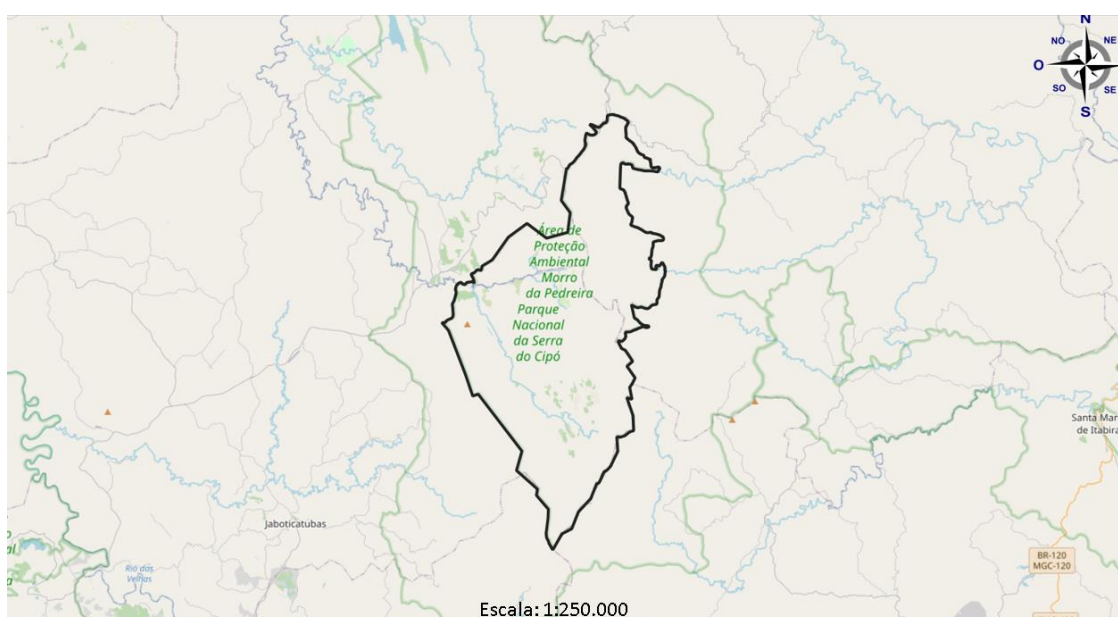 N
NO
NE
O
SO
SE
S
Área de
Proteção
Ambiental
Morro
da Pedreira
Parque
Nacional
da Serra
do Cipó
Santa Mar
de Itabira
Jaboticatubas
Rio das
Velhas
BR-120
MGC-120
Escala: 1:250.000